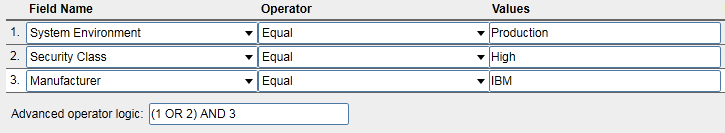 Field Name Operator Values
1. System Environment Equal Production
2. Security Class Equal High
3. Manufacturer Equal IBM
Advanced operator logic: (1 OR 2) AND 3